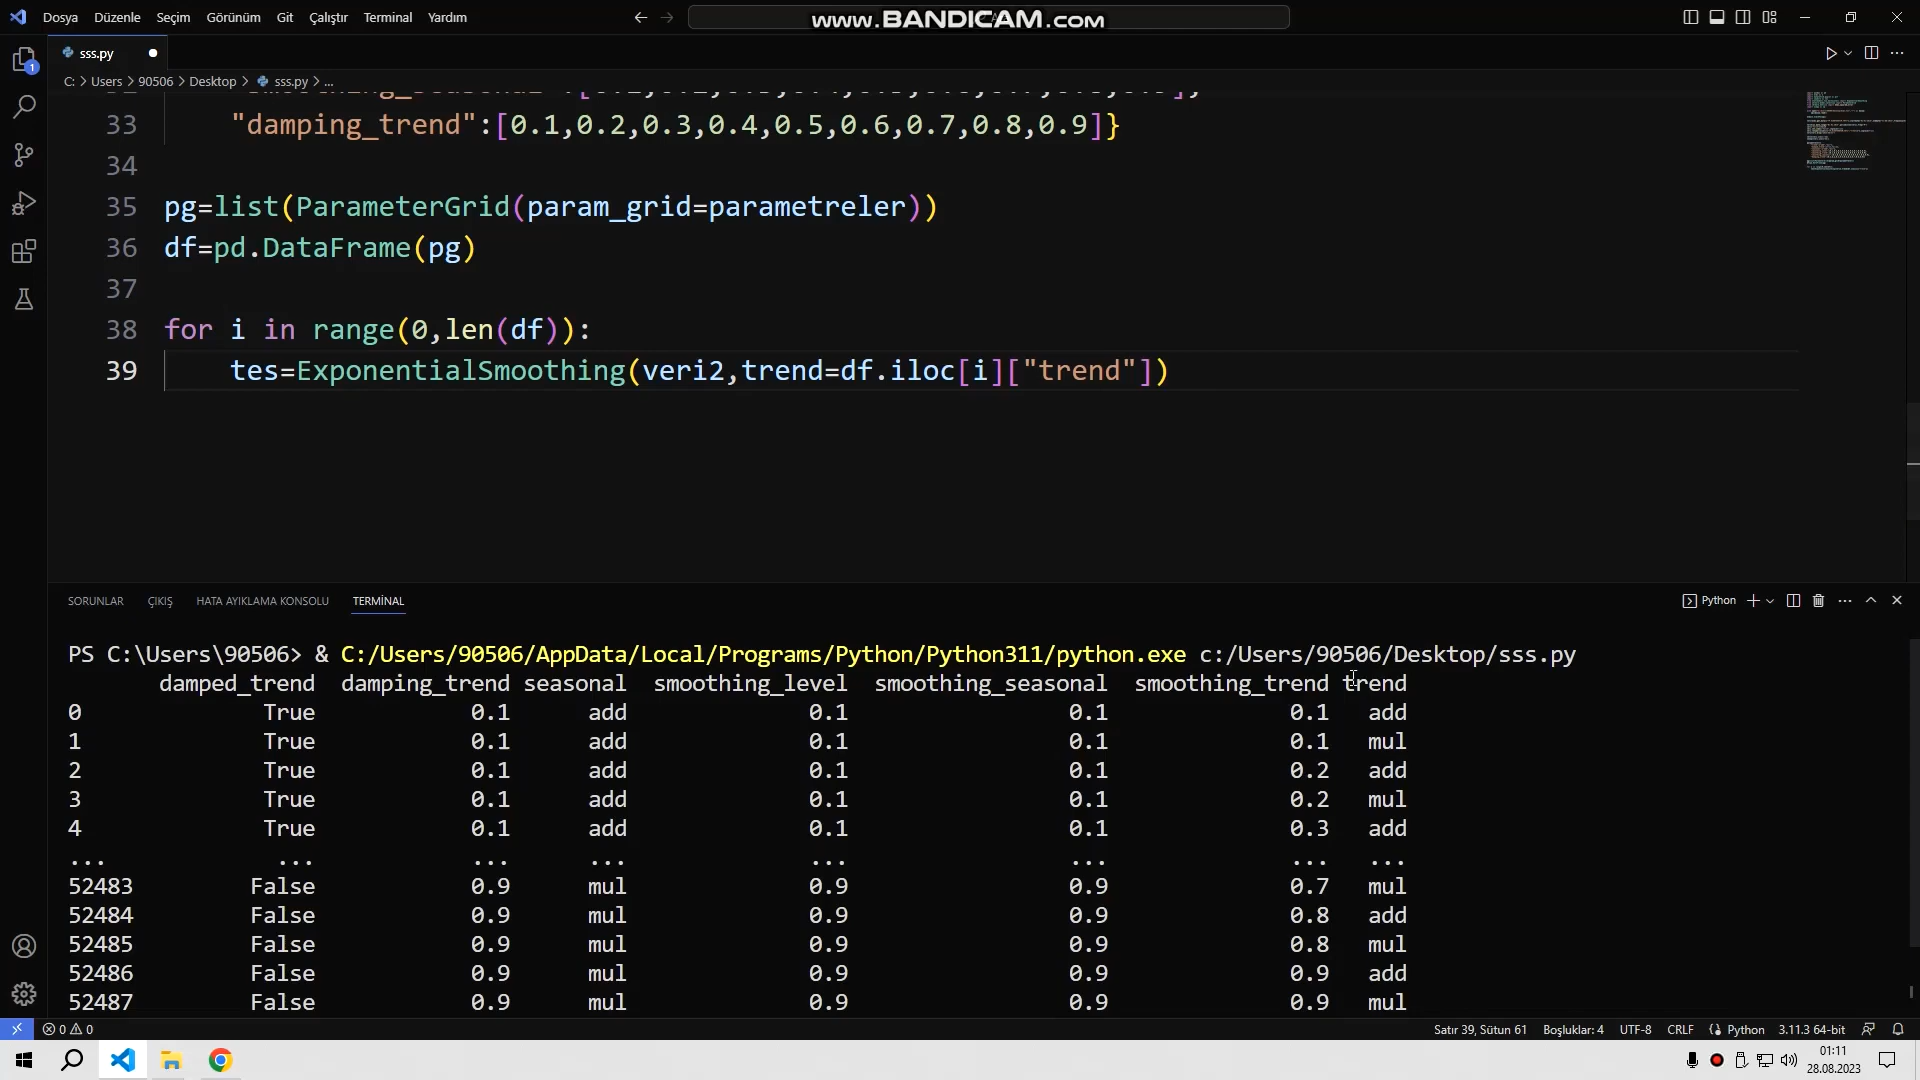 Dosya Düzenle Seçim Görünüm Git Çalıştır Terminal Yardım
www.BANDICAM.com
sss.py
C: > Users > 90506 > Desktop > sss.py > ...
33 "damping_trend":[0.1,0.2,0.3,0.4,0.5,0.6,0.7,0.8,0.9]}
34
35 pg=list(ParameterGrid(param_grid=parametreler))
36 df=pd.DataFrame(pg)
37
38 for i in range(0,len(df)):
39 tes=ExponentialSmoothing(veri2,trend=df.iloc[i]["trend"])
SORUNLAR ÇIKIŞ HATA AYIKLAMA KONSOLU TERMİNAL
Python
PS C:\Users\90506> & C:/Users/90506/AppData/Local/Programs/Python/Python311/python.exe c:/Users/90506/Desktop/sss.py
damped_trend damping_trend seasonal smoothing_level smoothing_seasonal smoothing_trend trend
0 True 0.1 add 0.1 0.1 0.1 add
1 True 0.1 add 0.1 0.1 0.1 mul
2 True 0.1 add 0.1 0.1 0.2 add
3 True 0.1 add 0.1 0.1 0.2 mul
4 True 0.1 add 0.1 0.1 0.3 add
... ... ... ... ... ... ... ...
52483 False 0.9 mul 0.9 0.9 0.7 mul
52484 False 0.9 mul 0.9 0.9 0.8 add
52485 False 0.9 mul 0.9 0.9 0.8 mul
52486 False 0.9 mul 0.9 0.9 0.9 add
52487 False 0.9 mul 0.9 0.9 0.9 mul
0 0 Satır 39, Sütun 61 Boşluklar: 4 UTF-8 CRLF Python 3.11.3 64-bit
01:11
28.08.2023